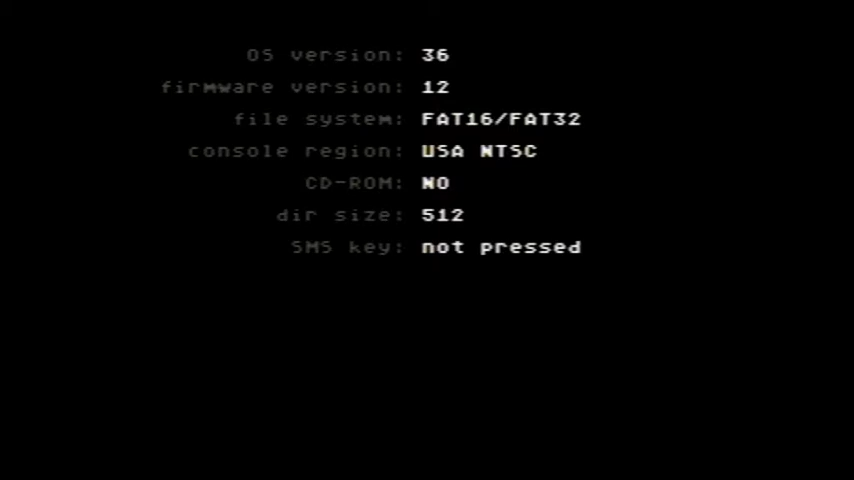 OS version: 36
firmware version: 12
file system: FAT16/FAT32
console region: USA NTSC
CD-ROM: NO
dir size: 512
SMS key: not pressed